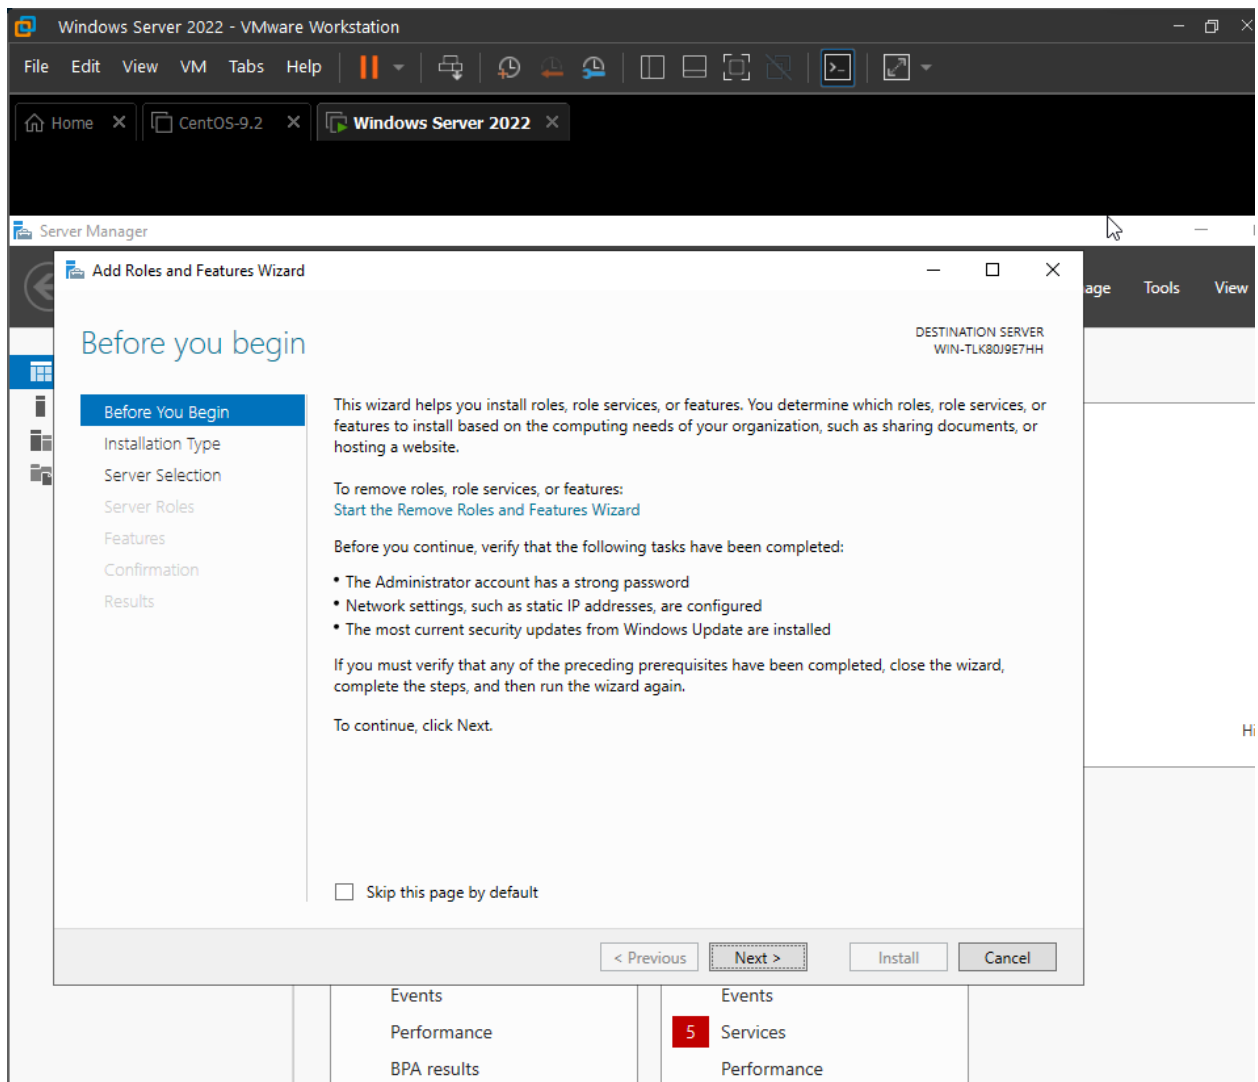 Windows Server 2022 - VMware Workstation
File Edit View VM Tabs Help
Home CentOS-9.2 Windows Server 2022
Server Manager
Add Roles and Features Wizard
Tools View
Before you begin
DESTINATION SERVER
WIN-TLK80J9E7HH
Before You Begin
Installation Type
Server Selection
Server Roles
Features
Confirmation
Results
This wizard helps you install roles, role services, or features. You determine which roles, role services, or
features to install based on the computing needs of your organization, such as sharing documents, or
hosting a website.
To remove roles, role services, or features:
Start the Remove Roles and Features Wizard
Before you continue, verify that the following tasks have been completed:
• The Administrator account has a strong password
• Network settings, such as static IP addresses, are configured
• The most current security updates from Windows Update are installed
If you must verify that any of the preceding prerequisites have been completed, close the wizard,
complete the steps, and then run the wizard again.
To continue, click Next.
Skip this page by default
< Previous Next > Install Cancel
Events
Performance
BPA results
Events
5 Services
Performance